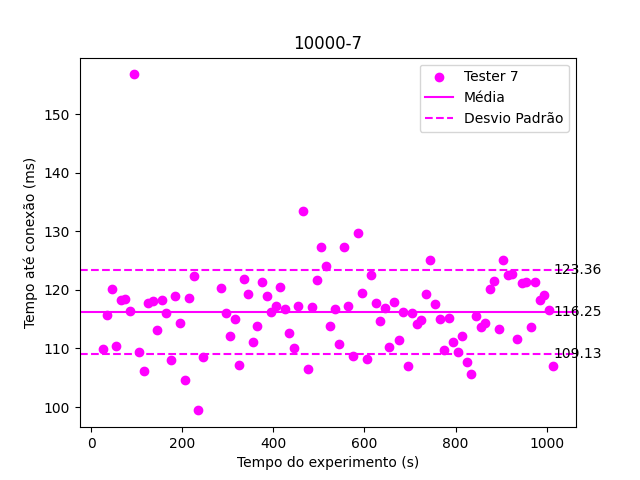 10000-7
Tempo até conexão (ms)
150
140
130
120
110
100
Tester 7
Média
Desvio Padrão
123.36
116.25
109.13
0 200 400 600 800 1000
Tempo do experimento (s)